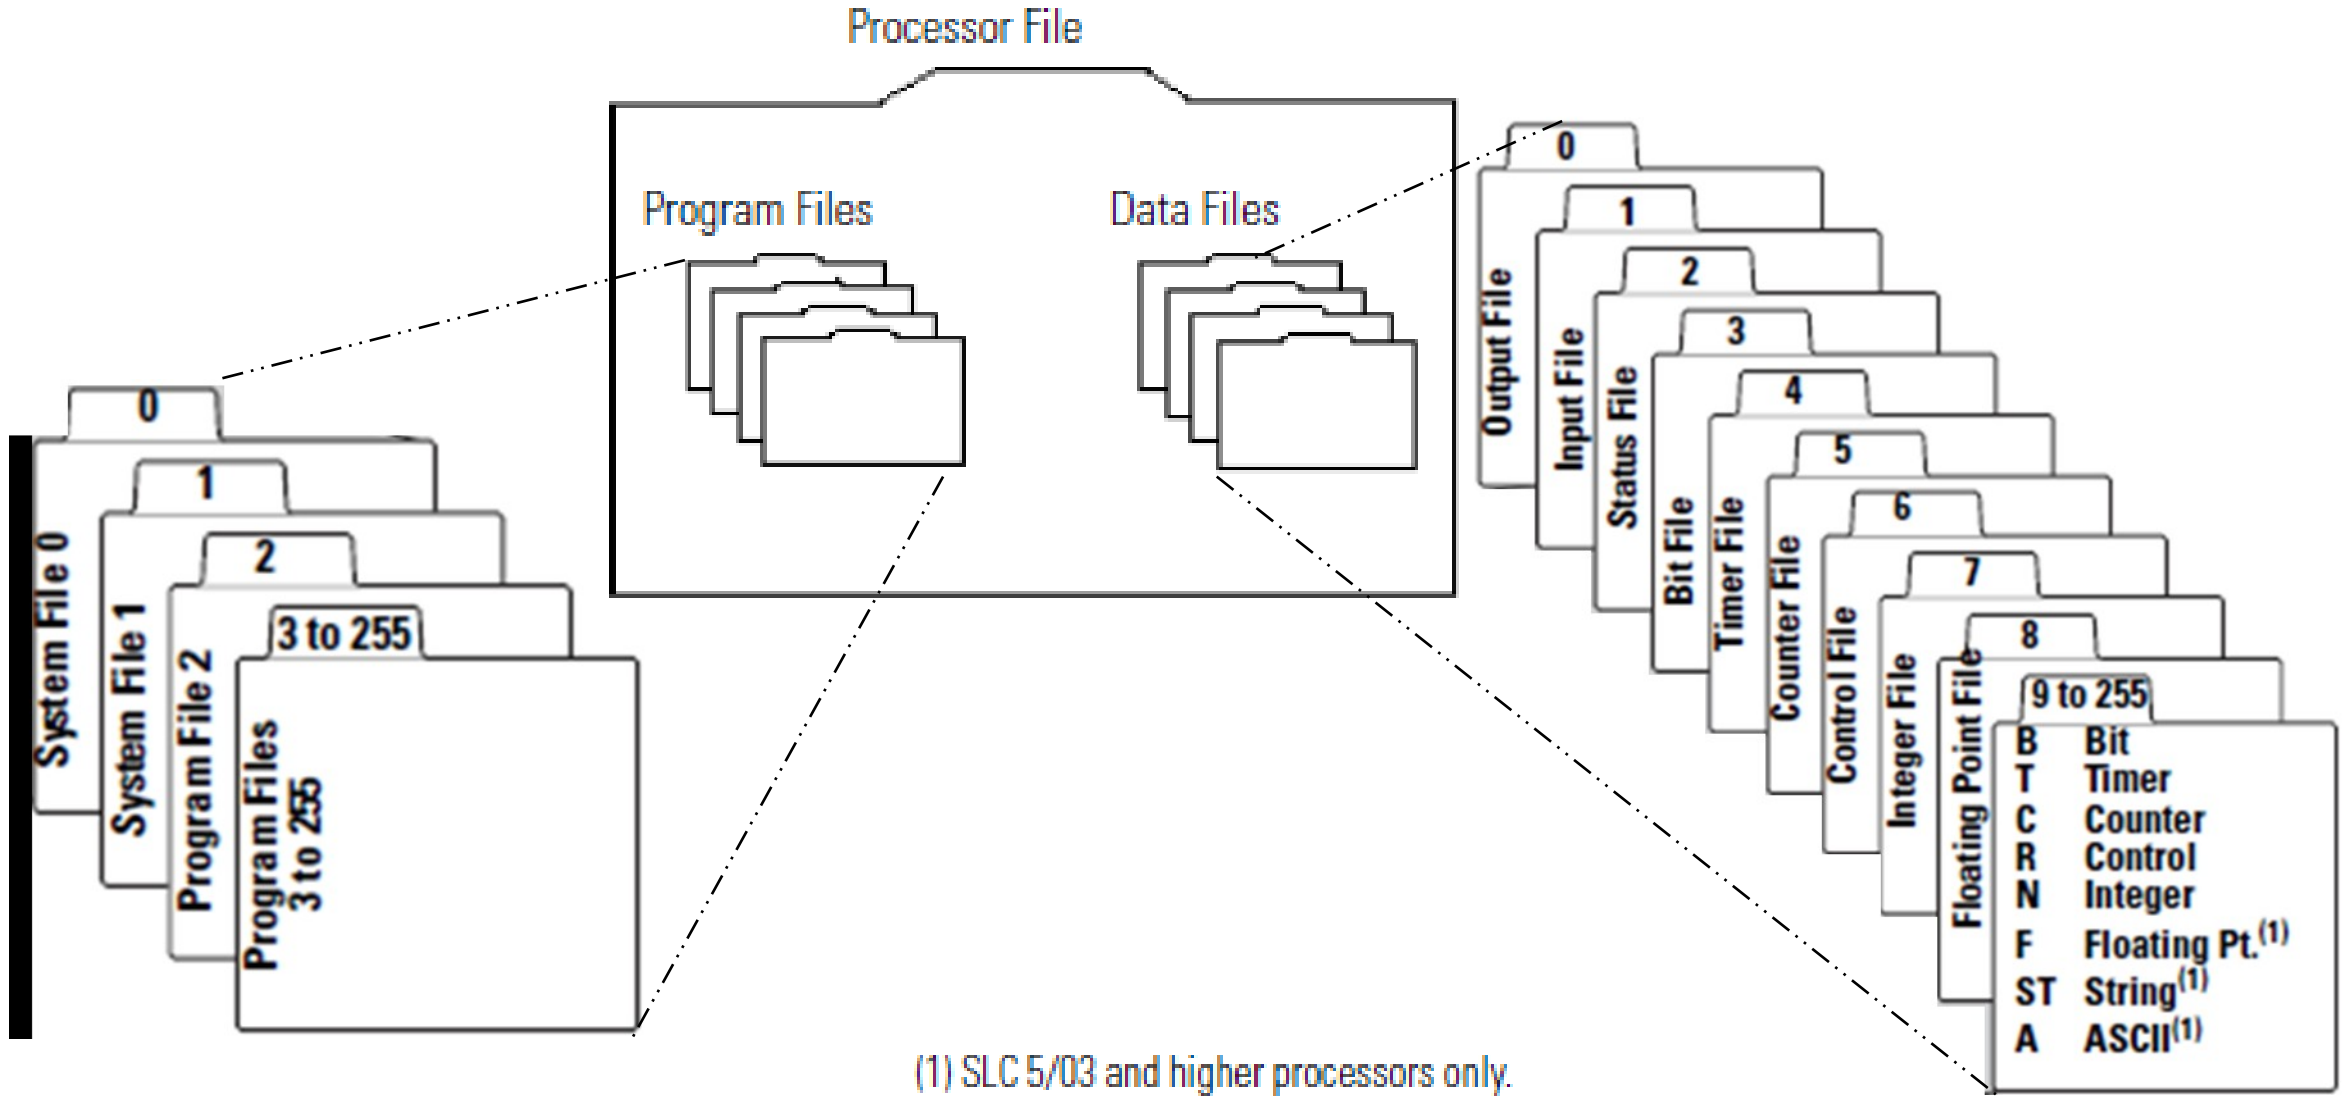 Processor File
Program Files
Data Files
0
System File 0
1
System File 1
2
Program File 2
3 to 255
Program Files
3 to 255
0
Output File
1
Input File
2
Status File
3
Bit File
4
Timer File
5
Counter File
6
Control File
7
Integer File
8
Floating Point File
9 to 255
B Bit
T Timer
C Counter
R Control
N Integer
F Floating Pt.(1)
ST String(1)
A ASCII(1)
(1) SLC 5/03 and higher processors only.